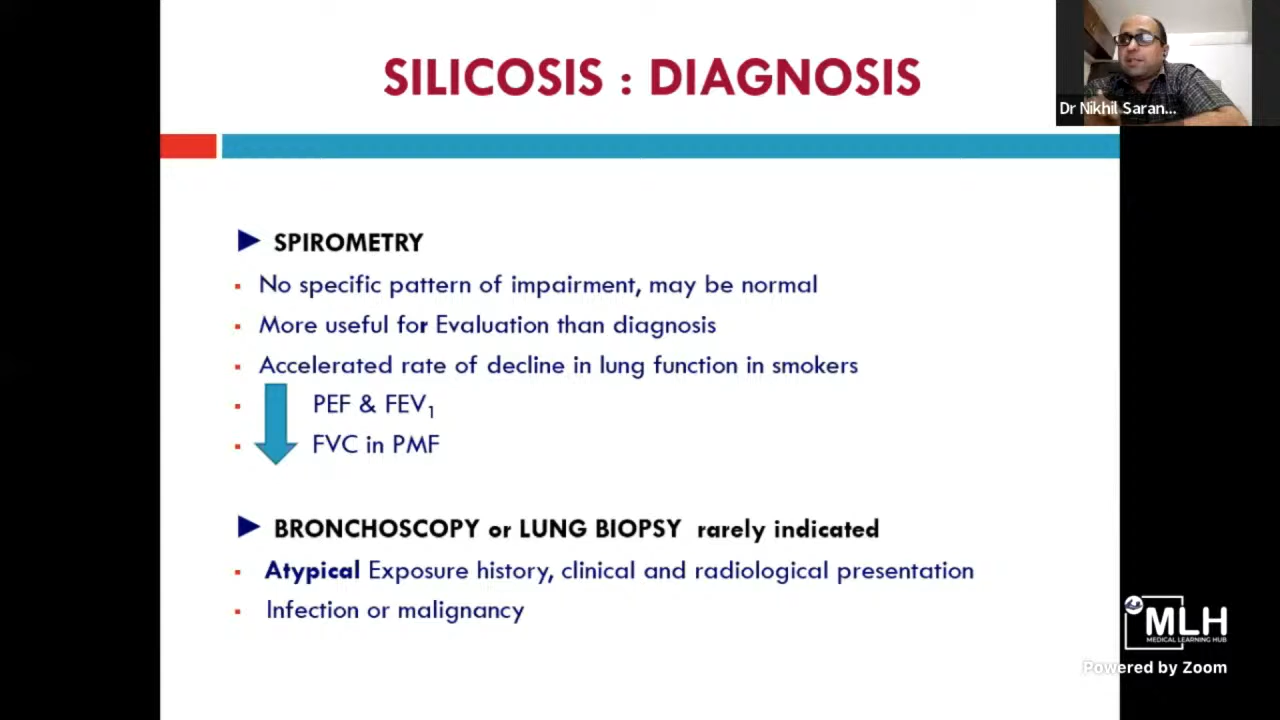 SILICOSIS : DIAGNOSIS
Dr Nikhil Saran...
SPIROMETRY
No specific pattern of impairment, may be normal
More useful for Evaluation than diagnosis
Accelerated rate of decline in lung function in smokers
PEF & FEV1
FVC in PMF
BRONCHOSCOPY or LUNG BIOPSY rarely indicated
Atypical Exposure history, clinical and radiological presentation
Infection or malignancy
MLH
MEDICAL LEARNING HUB
Powered by Zoom